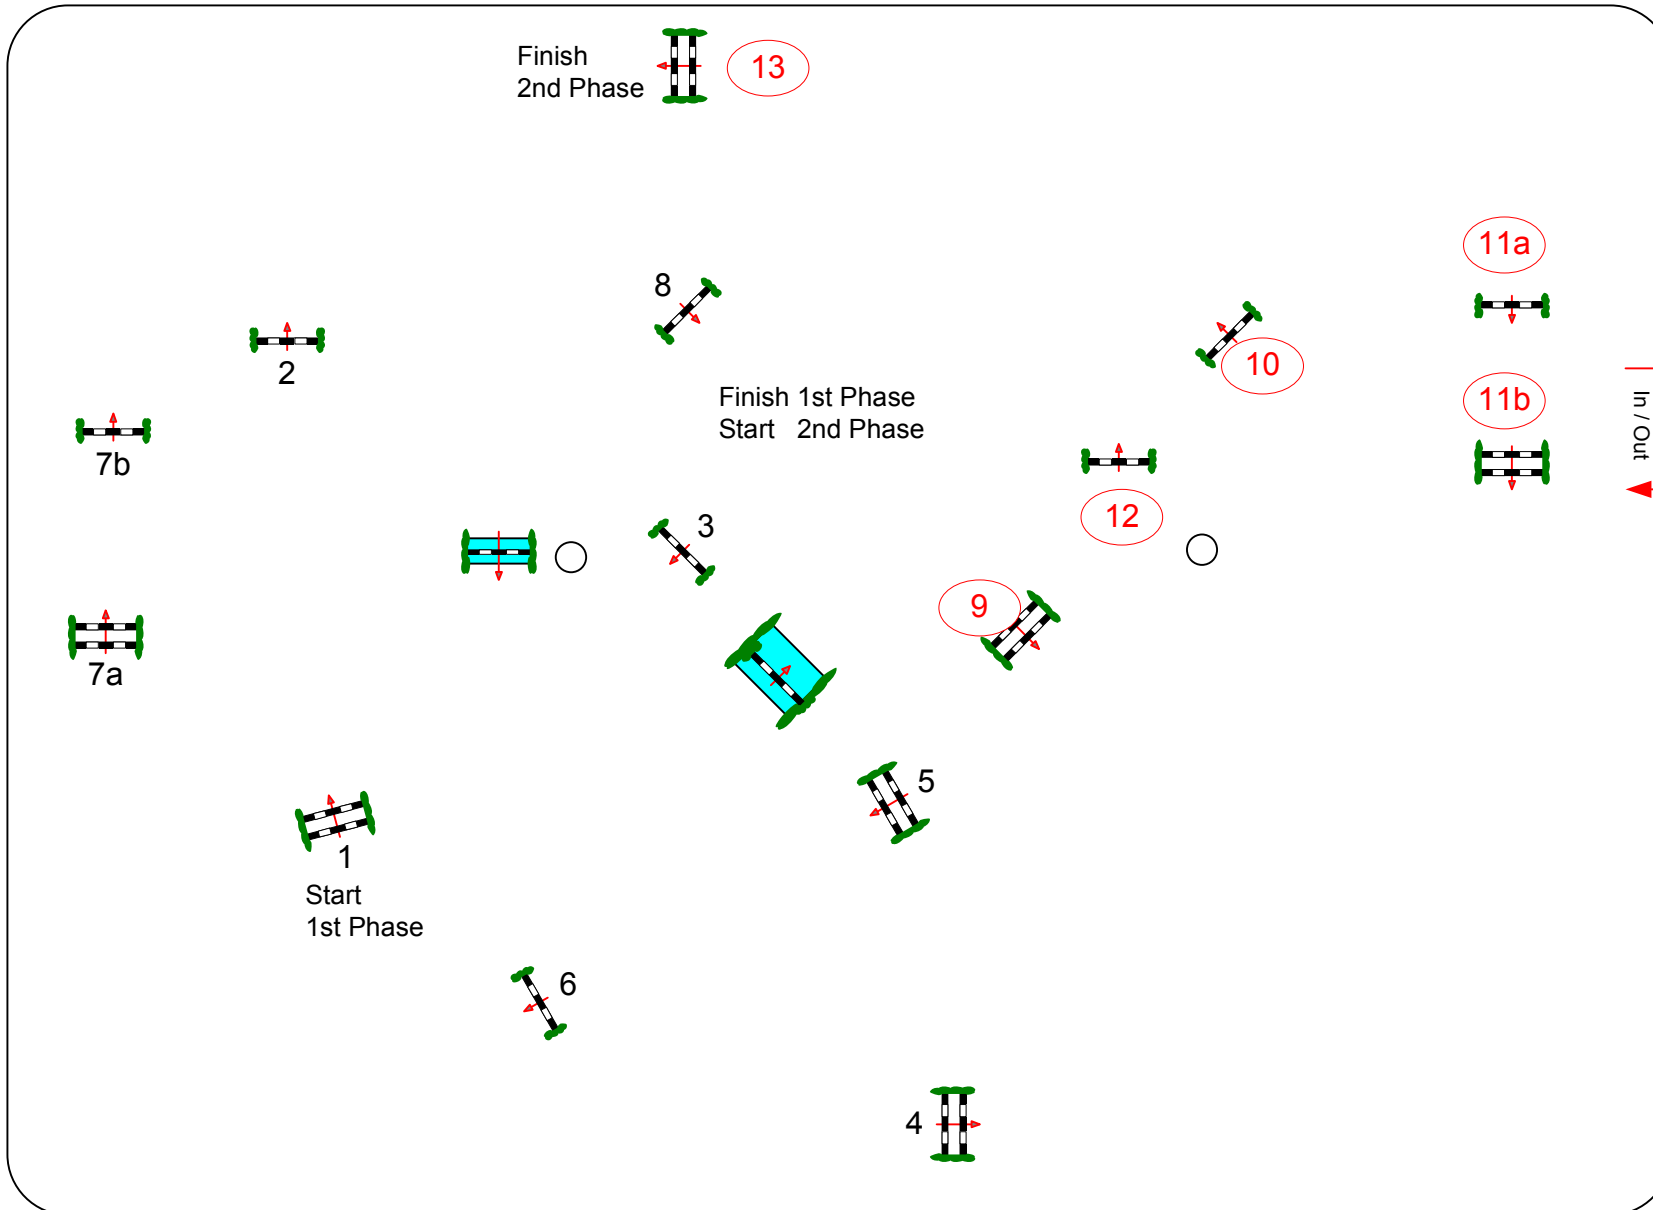 Finish
2nd Phase
13
11a
8
10
2
Finish 1st Phase
Start 2nd Phase
11b
In / Out
7b
12
3
9
7a
5
1
Start
1st Phase
6
4